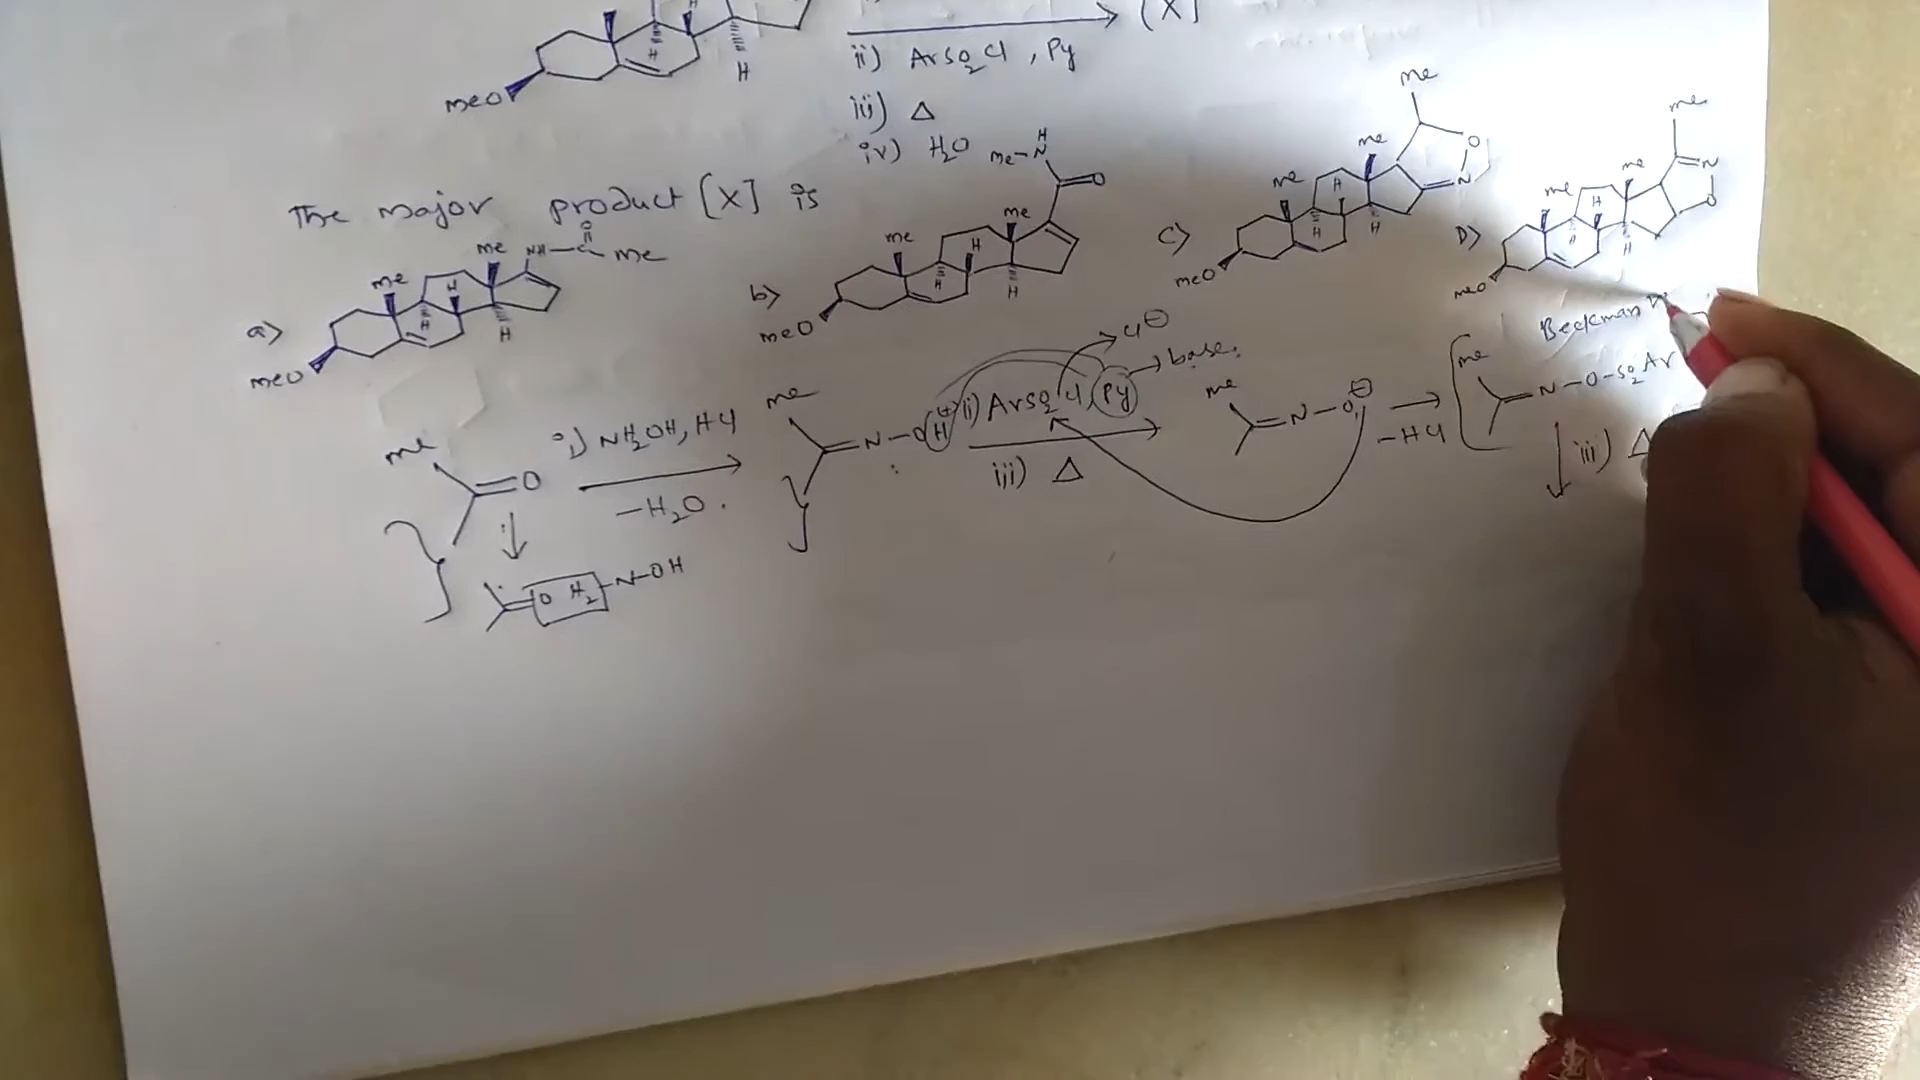 H
H
H
H
(X]
meO
ii) ArSO2Cl, Py
iii) Δ
iv) H2O
The major product [X] is
a)
meO
me
me
H
H
H
NH-C-me
O
b)
meO
me
me
H
H
H
me-N
H
O
c)
meO
me
me
me
H
H
H
O
N
D)
meO
me
me
me
H
H
H
N
O
Beckman
me
O
i) NH2OH, HCl
-H2O.
me
N-OH
(+)
ii) ArSO2Cl, Py
→ Cl⊖
→ base.
iii) Δ
me
N-O⊖
-HCl
me
N-O-SO2Ar
iii) Δ
O H2 N-OH